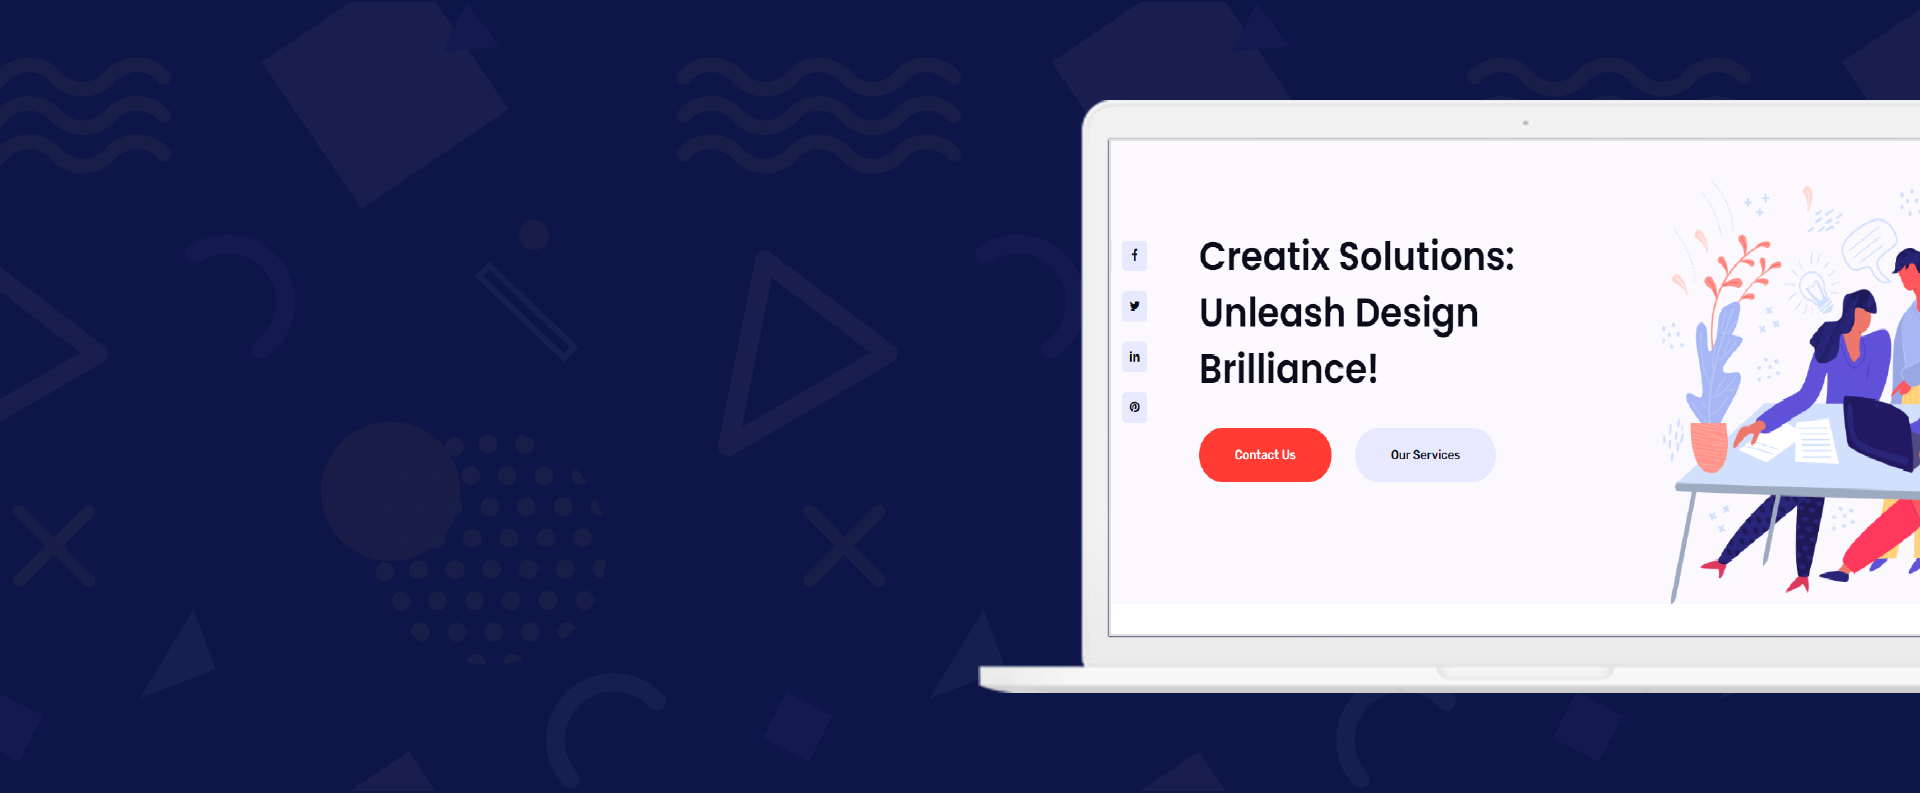 f
in
Creatix Solutions:
Unleash Design
Brilliance!
Contact Us
Our Services